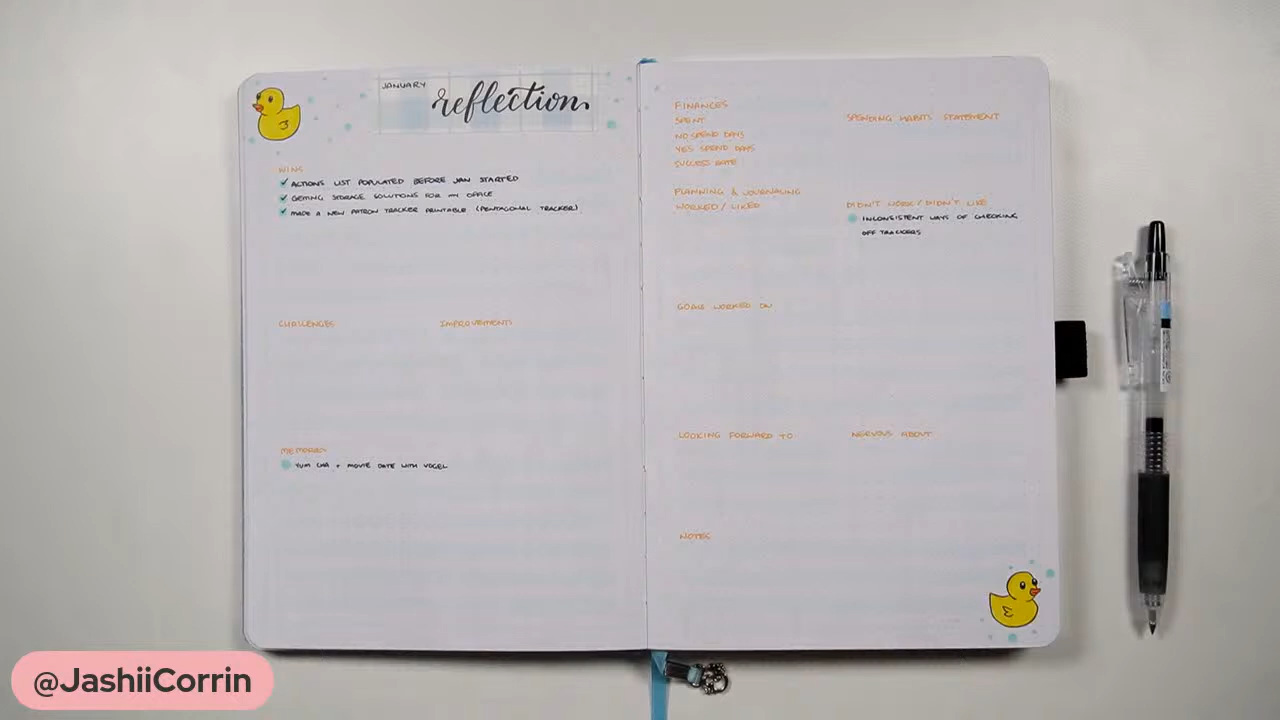 JANUARY
reflection
WINS
ACTIONS LIST POPULATED BEFORE JAN STARTED
GETTING STORAGE SOLUTIONS FOR MY OFFICE
MADE A NEW PATRON TRACKER PRINTABLE (PENTAGONAL TRACKER)
CHALLENGES
IMPROVEMENTS
MEMORIES
YUM CHA + MOVIE DATE WITH VOGEL
FINANCES
SPENT
NO SPEND DAYS
YES SPEND DAYS
SUCCESS RATE
SPENDING HABITS STATEMENT
PLANNING & JOURNALING
WORKED / LIKED
DIDN'T WORK / DIDN'T LIKE
INCONSISTENT WAYS OF CHECKING
OFF TRACKERS
GOALS WORKED ON
LOOKING FORWARD TO
NERVOUS ABOUT
NOTES
@JashiiCorrin